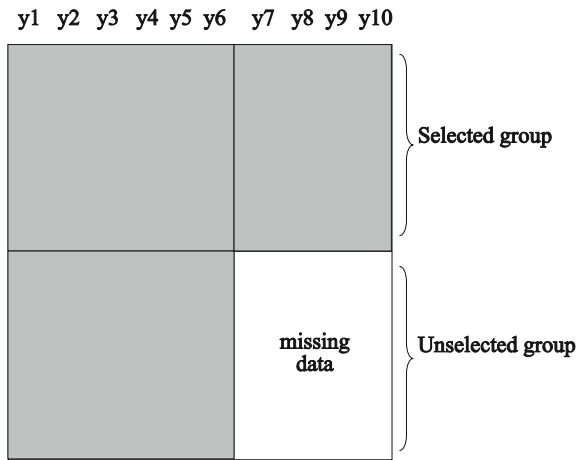 y1 y2 y3 y4 y5 y6 y7 y8 y9 y10
Selected group
missing
data
Unselected group